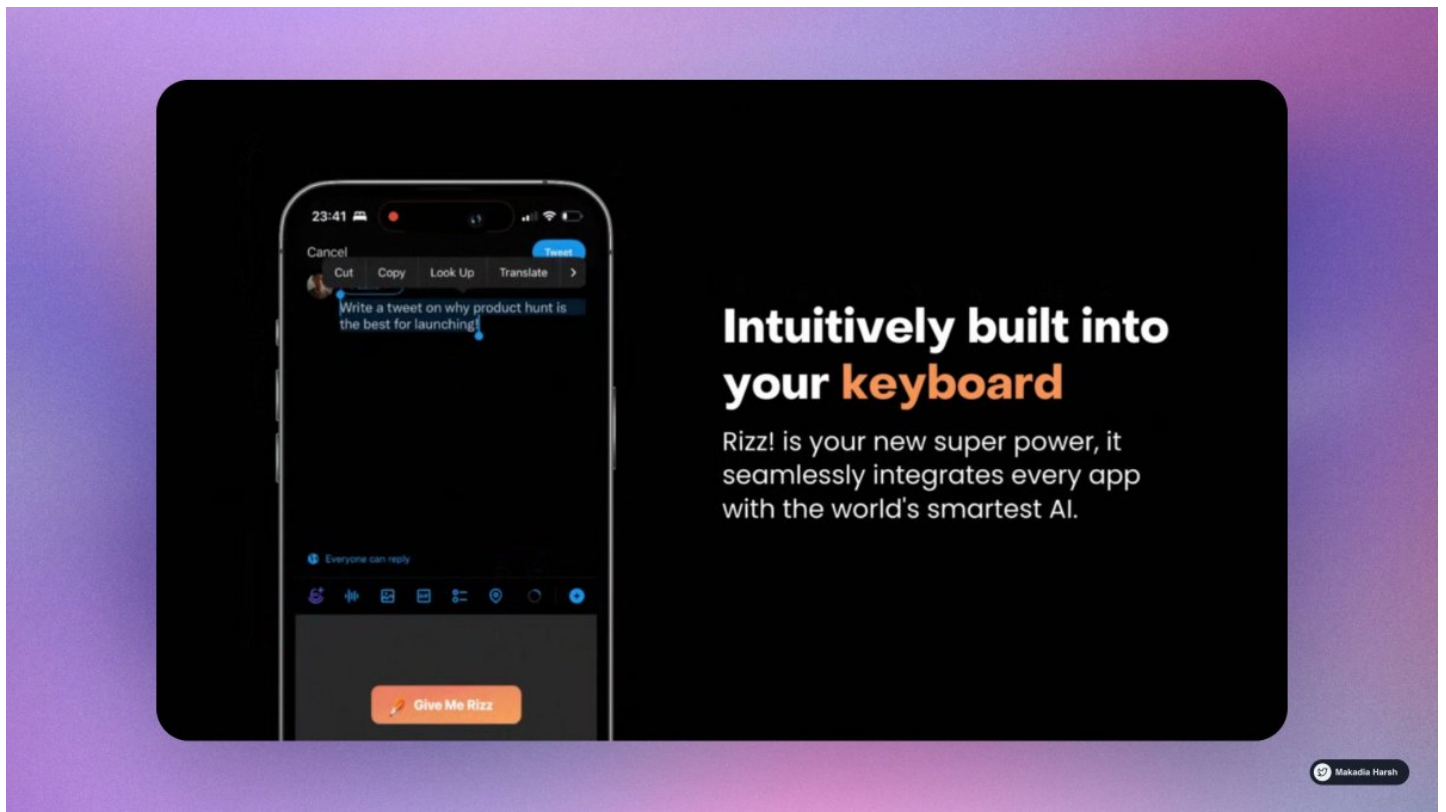 23:41
Cancel
Tweet
Cut Copy Look Up Translate
Write a tweet on why product hunt is
the best for launching!
Everyone can reply
Give Me Rizz
Intuitively built into
your keyboard
Rizz! is your new super power, it
seamlessly integrates every app
with the world's smartest AI.
Makadia Harsh